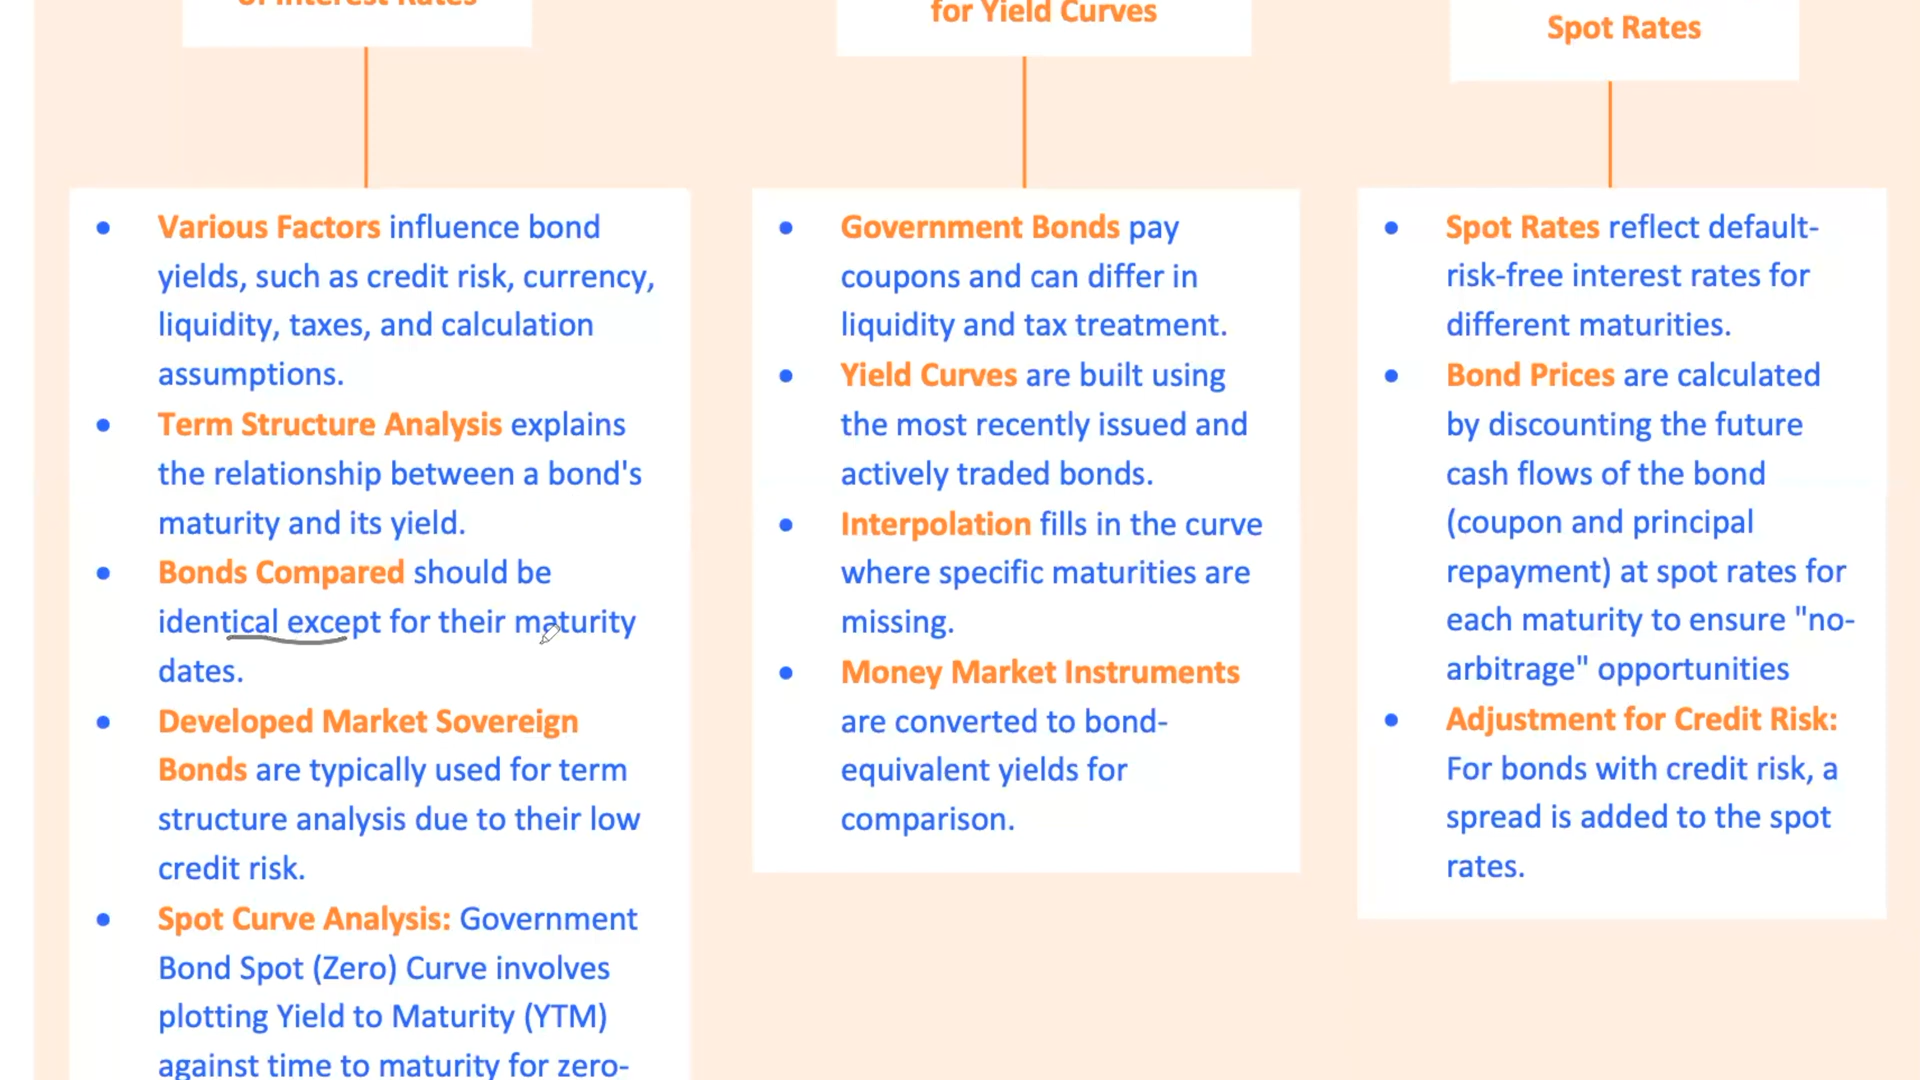 of Interest Rates
for Yield Curves
Spot Rates
• Various Factors influence bond
yields, such as credit risk, currency,
liquidity, taxes, and calculation
assumptions.
• Term Structure Analysis explains
the relationship between a bond's
maturity and its yield.
• Bonds Compared should be
identical except for their maturity
dates.
• Developed Market Sovereign
Bonds are typically used for term
structure analysis due to their low
credit risk.
• Spot Curve Analysis: Government
Bond Spot (Zero) Curve involves
plotting Yield to Maturity (YTM)
against time to maturity for zero-
• Government Bonds pay
coupons and can differ in
liquidity and tax treatment.
• Yield Curves are built using
the most recently issued and
actively traded bonds.
• Interpolation fills in the curve
where specific maturities are
missing.
• Money Market Instruments
are converted to bond-
equivalent yields for
comparison.
• Spot Rates reflect default-
risk-free interest rates for
different maturities.
• Bond Prices are calculated
by discounting the future
cash flows of the bond
(coupon and principal
repayment) at spot rates for
each maturity to ensure "no-
arbitrage" opportunities
• Adjustment for Credit Risk:
For bonds with credit risk, a
spread is added to the spot
rates.